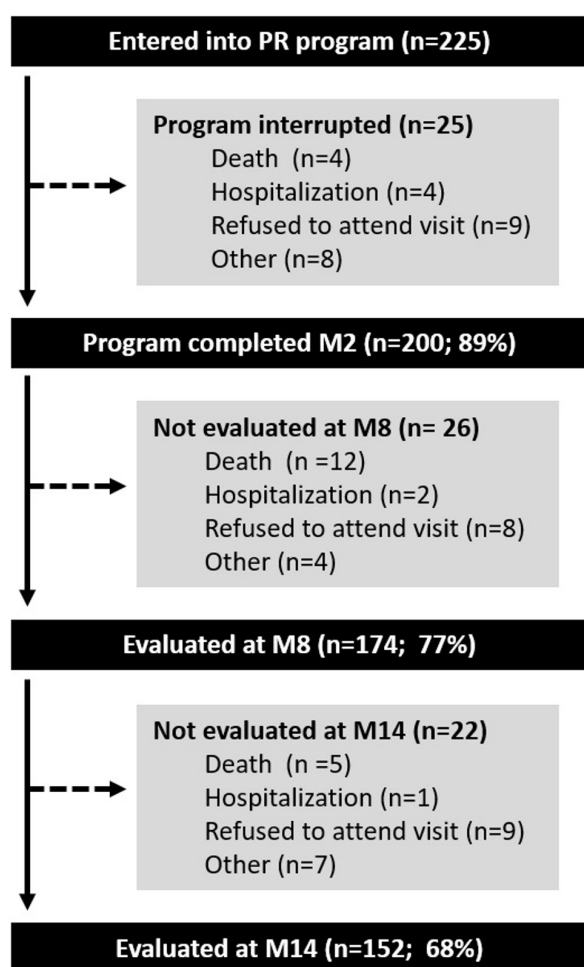 Entered into PR program (n=225)
Program interrupted (n=25)
Death  (n=4)
Hospitalization (n=4)
Refused to attend visit (n=9)
Other (n=8)
Program completed M2 (n=200; 89%)
Not evaluated at M8 (n= 26)
Death  (n =12)
Hospitalization (n=2)
Refused to attend visit (n=8)
Other (n=4)
Evaluated at M8 (n=174;  77%)
Not evaluated at M14 (n=22)
Death  (n =5)
Hospitalization (n=1)
Refused to attend visit (n=9)
Other (n=7)
Evaluated at M14 (n=152;  68%)